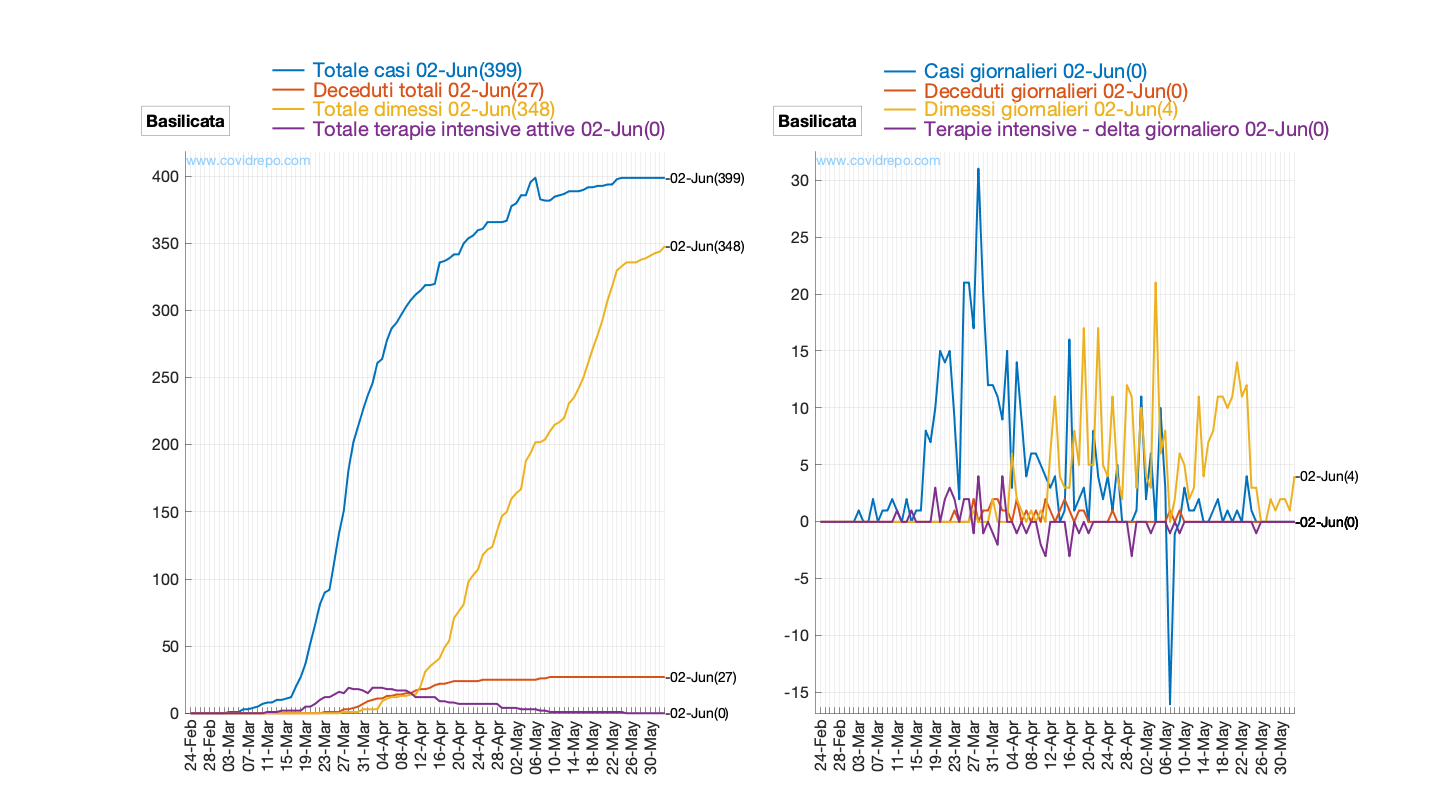 Totale casi 02-Jun(399)
Deceduti totali 02-Jun(27)
Totale dimessi 02-Jun(348)
Totale terapie intensive attive 02-Jun(0)
Basilicata
www.covidrepo.com
400
350
300
250
200
150
100
50
0
-02-Jun(399)
-02-Jun(348)
-02-Jun(27)
-02-Jun(0)
24-Feb
28-Feb
03-Mar
07-Mar
11-Mar
15-Mar
19-Mar
23-Mar
27-Mar
31-Mar
04-Apr
08-Apr
12-Apr
16-Apr
20-Apr
24-Apr
28-Apr
02-May
06-May
10-May
14-May
18-May
22-May
26-May
30-May
Casi giornalieri 02-Jun(0)
Deceduti giornalieri 02-Jun(0)
Dimessi giornalieri 02-Jun(4)
Terapie intensive - delta giornaliero 02-Jun(0)
Basilicata
www.covidrepo.com
30
25
20
15
10
5
0
-5
-10
-15
-02-Jun(4)
-02-Jun(0)
24-Feb
28-Feb
03-Mar
07-Mar
11-Mar
15-Mar
19-Mar
23-Mar
27-Mar
31-Mar
04-Apr
08-Apr
12-Apr
16-Apr
20-Apr
24-Apr
28-Apr
02-May
06-May
10-May
14-May
18-May
22-May
26-May
30-May